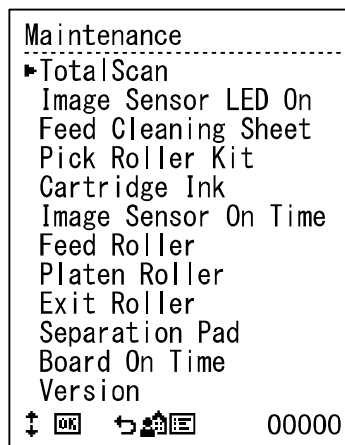 Maintenance
TotalScan
Image Sensor LED On
Feed Cleaning Sheet
Pick Roller Kit
Cartridge Ink
Image Sensor On Time
Feed Roller
Platen Roller
Exit Roller
Separation Pad
Board On Time
Version
OK 00000